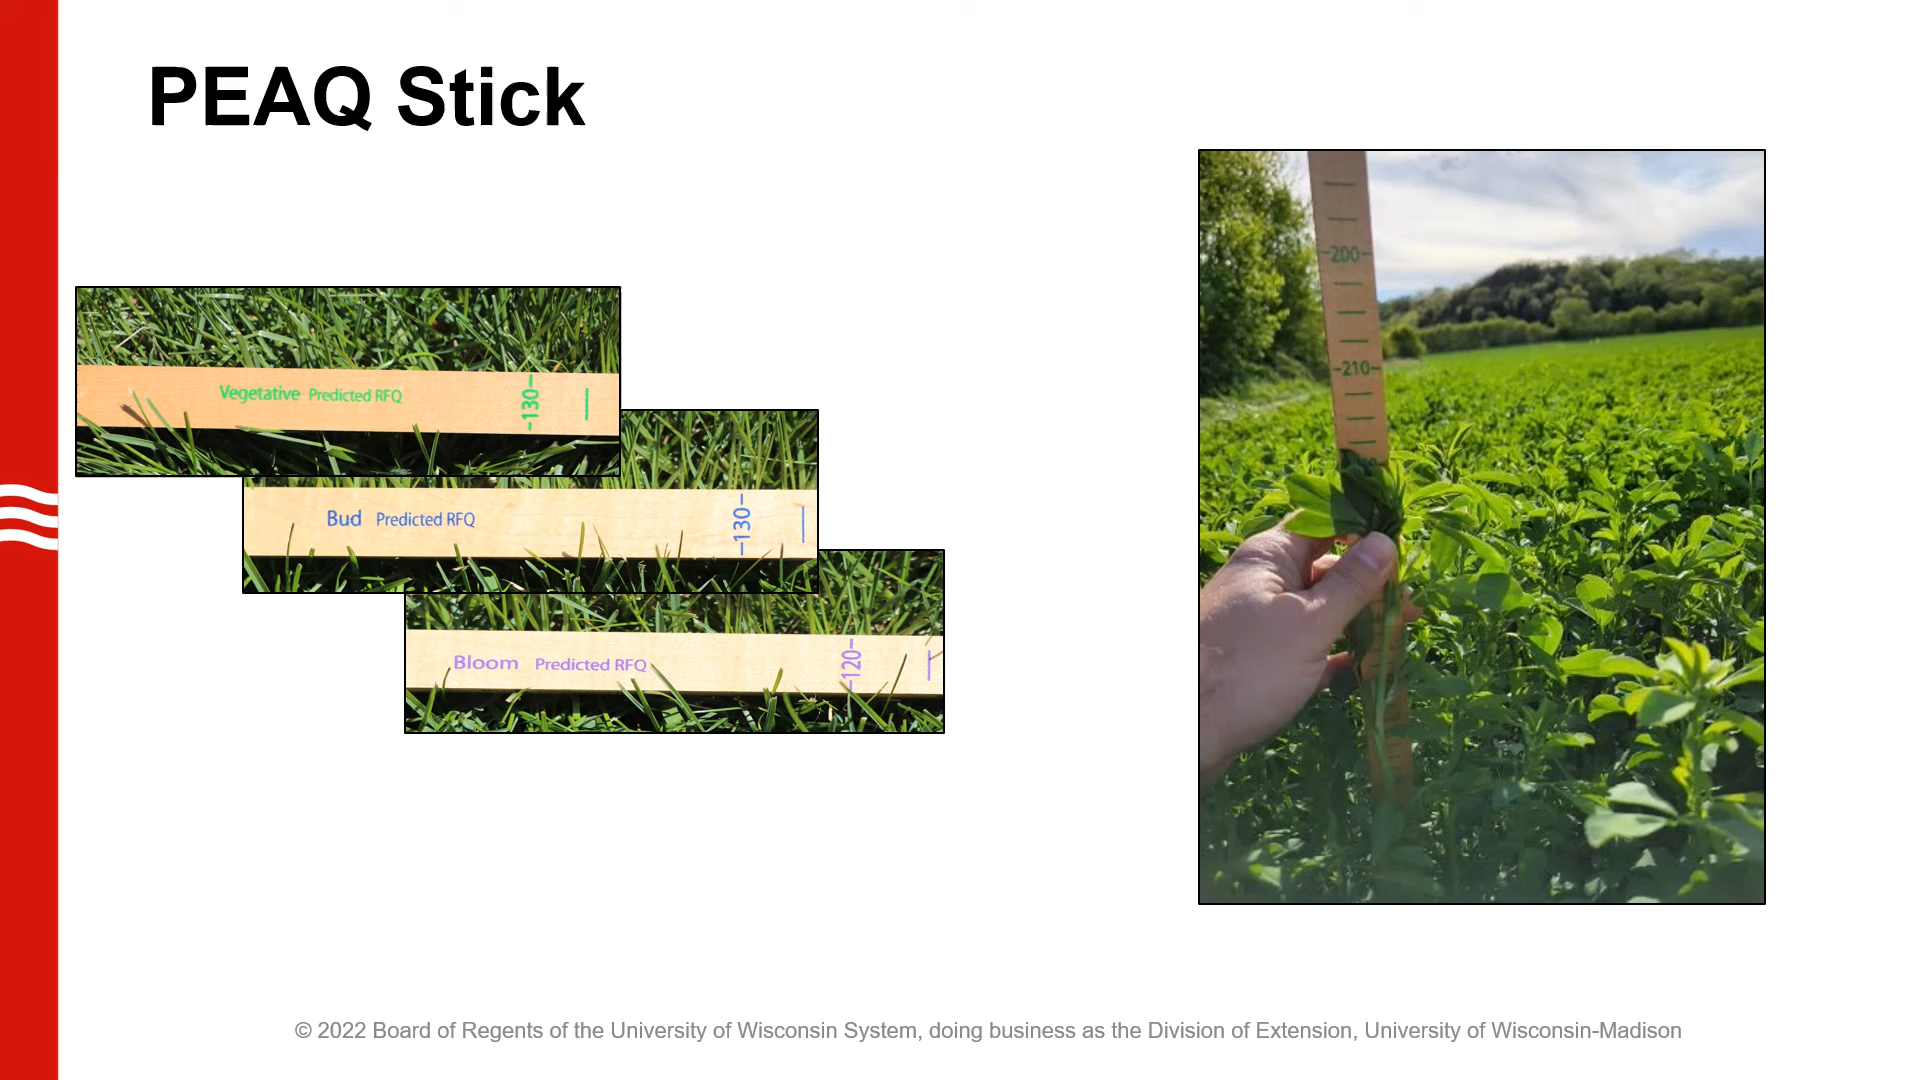 PEAQ Stick
Vegetative Predicted RFQ
-130-
Bud Predicted RFQ
-130-
Bloom Predicted RFQ
-120-
-200-
-210-
© 2022 Board of Regents of the University of Wisconsin System, doing business as the Division of Extension, University of Wisconsin-Madison